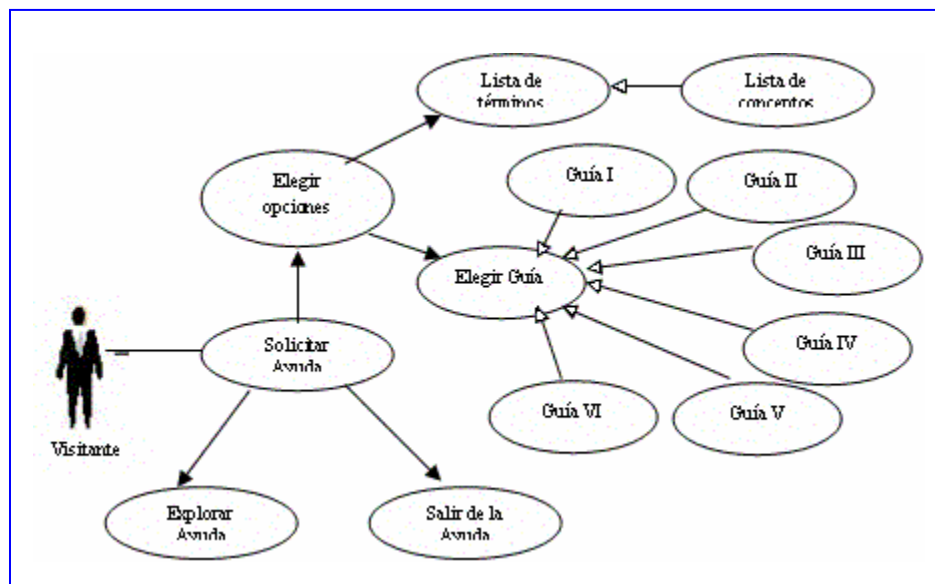 Lista de
términos
Lista de
conceptos
Guía I
Guía II
Elegir
opciones
Guía III
Elegir Guía
Solicitar
Ayuda
Guía IV
Guía VI
Guía V
Visitante
Explorar
Ayuda
Salir de la
Ayuda